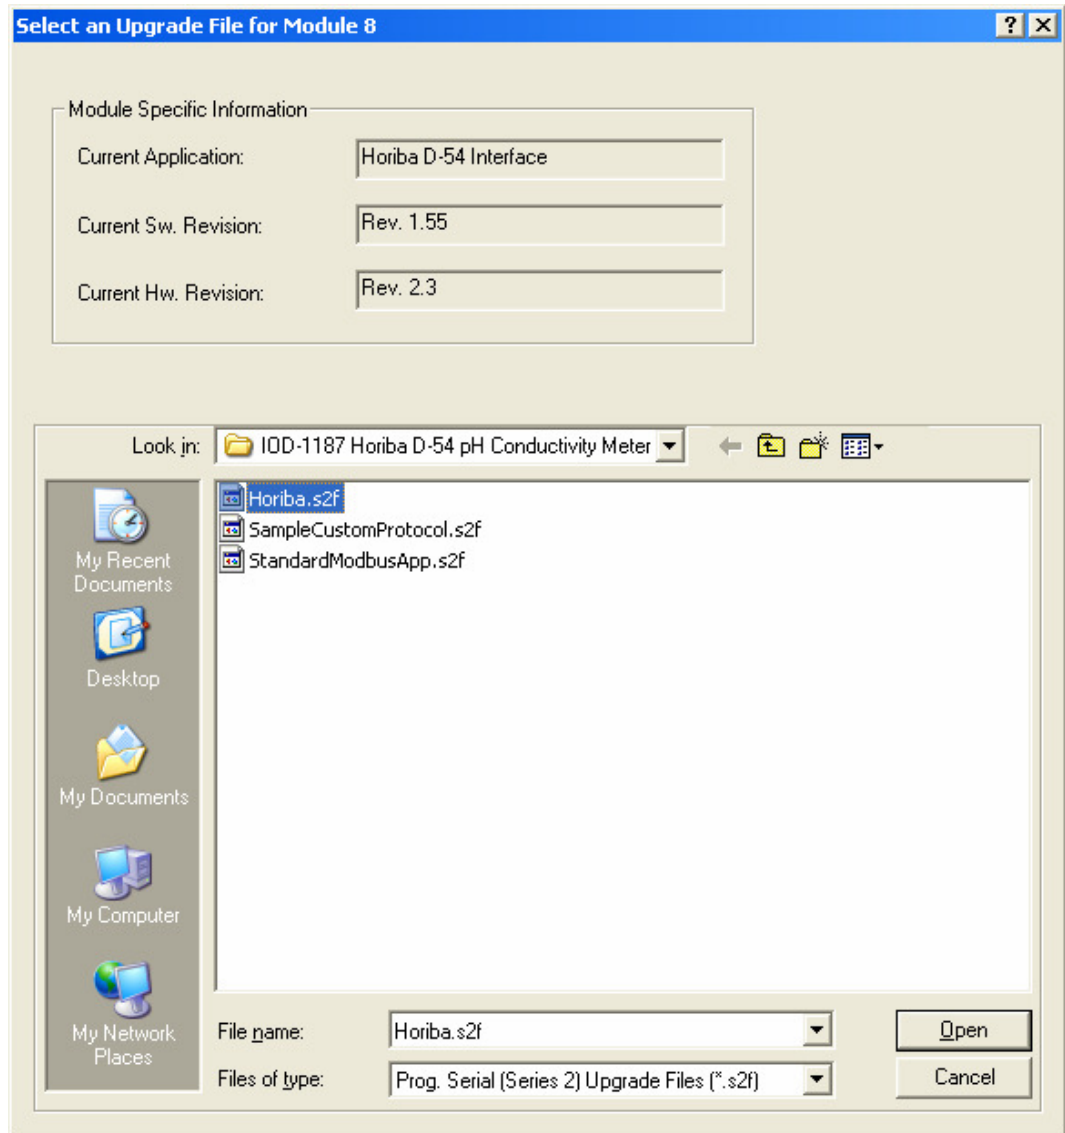 Select an Upgrade File for Module 8
Module Specific Information
Current Application: Horiba D-54 Interface
Current Sw. Revision: Rev. 1.55
Current Hw. Revision: Rev. 2.3
Look in: IOD-1187 Horiba D-54 pH Conductivity Meter
Horiba.s2f
SampleCustomProtocol.s2f
StandardModbusApp.s2f
My Recent
Documents
Desktop
My Documents
My Computer
My Network
Places
File name: Horiba.s2f Open
Files of type: Prog. Serial (Series 2) Upgrade Files (*.s2f) Cancel